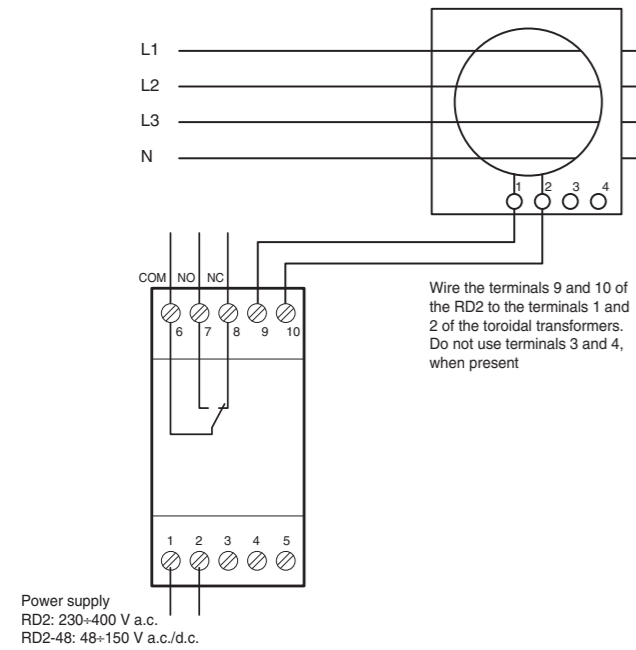 L1
L2
L3
N
1 2 3 4
COM NO NC
6 7 8 9 10
Wire the terminals 9 and 10 of
the RD2 to the terminals 1 and
2 of the toroidal transformers.
Do not use terminals 3 and 4,
when present
1 2 3 4 5
Power supply
RD2: 230÷400 V a.c.
RD2-48: 48÷150 V a.c./d.c.